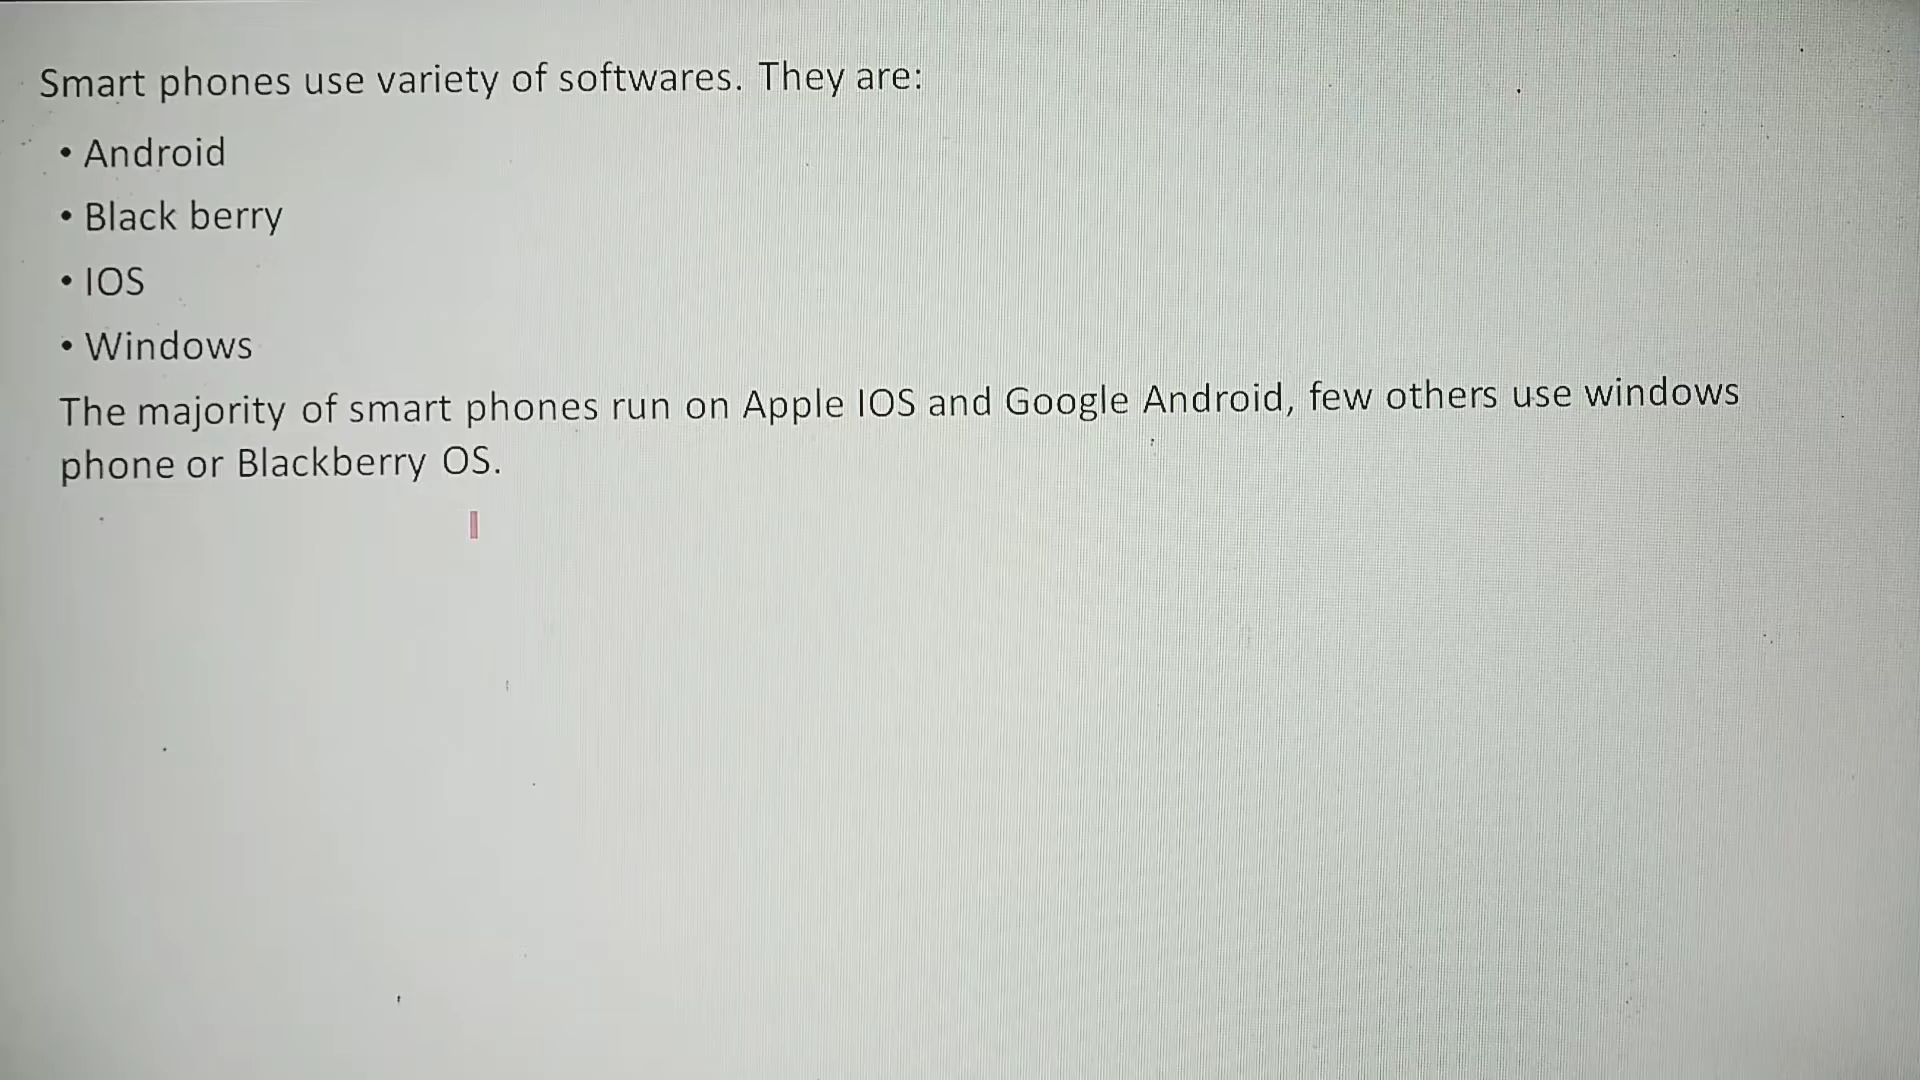 Smart phones use variety of softwares. They are:
• Android
• Black berry
• IOS
• Windows
The majority of smart phones run on Apple IOS and Google Android, few others use windows
phone or Blackberry OS.